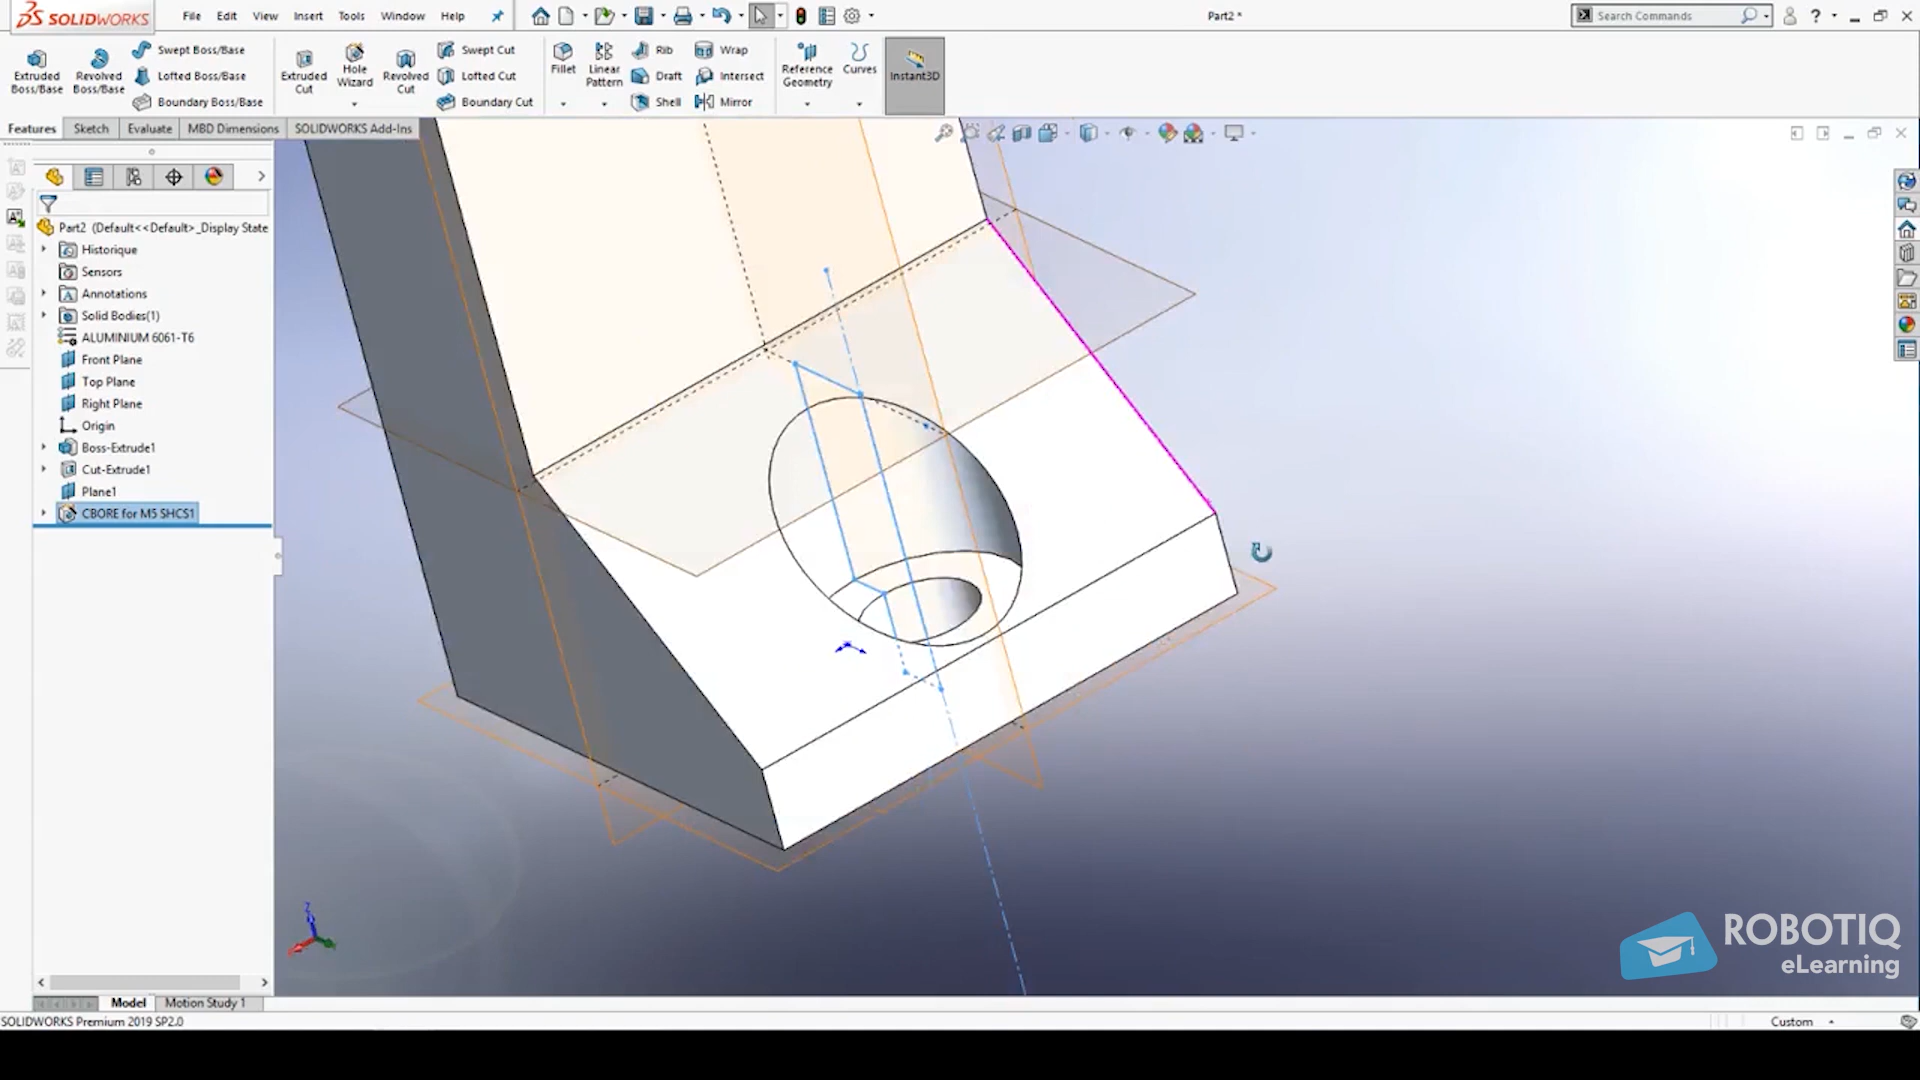 SOLIDWORKS File Edit View Insert Tools Window Help Part2 * Search Commands
Extruded Boss/Base Revolved Boss/Base Swept Boss/Base Lofted Boss/Base Boundary Boss/Base
Extruded Cut Hole Wizard Revolved Cut Swept Cut Lofted Cut Boundary Cut
Fillet Linear Pattern Rib Draft Shell Wrap Intersect Mirror
Reference Geometry Curves Instant3D
Features Sketch Evaluate MBD Dimensions SOLIDWORKS Add-Ins
Part2 (Default<<Default>_Display State
Historique
Sensors
Annotations
Solid Bodies(1)
ALUMINIUM 6061-T6
Front Plane
Top Plane
Right Plane
Origin
Boss-Extrude1
Cut-Extrude1
Plane1
CBORE for M5 SHCS1
Z
ROBOTIQ
eLearning
Model Motion Study 1
SOLIDWORKS Premium 2019 SP2.0 Custom